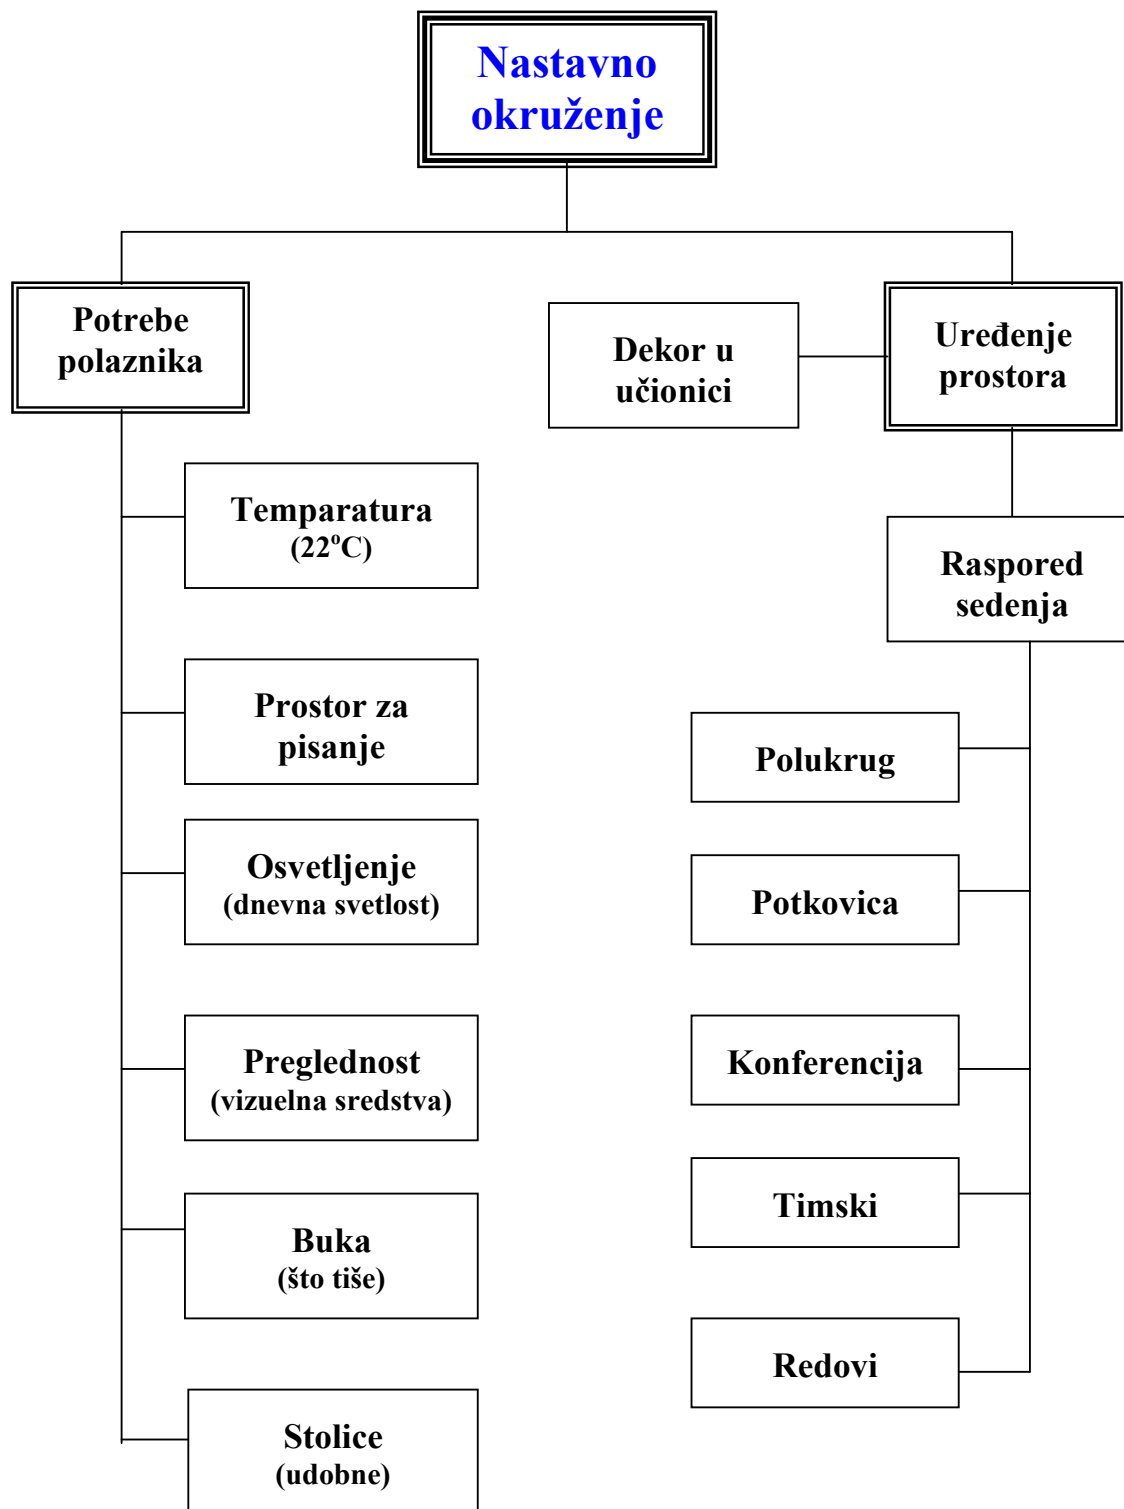 Nastavno
okruženje
Potrebe
polaznika
Temparatura
(22°C)
Prostor za
pisanje
Osvetljenje
(dnevna svetlost)
Preglednost
(vizuelna sredstva)
Buka
(što tiše)
Stolice
(udobne)
Dekor u
učionici
Uređenje
prostora
Raspored
sedenja
Polukrug
Potkovica
Konferencija
Timski
Redovi